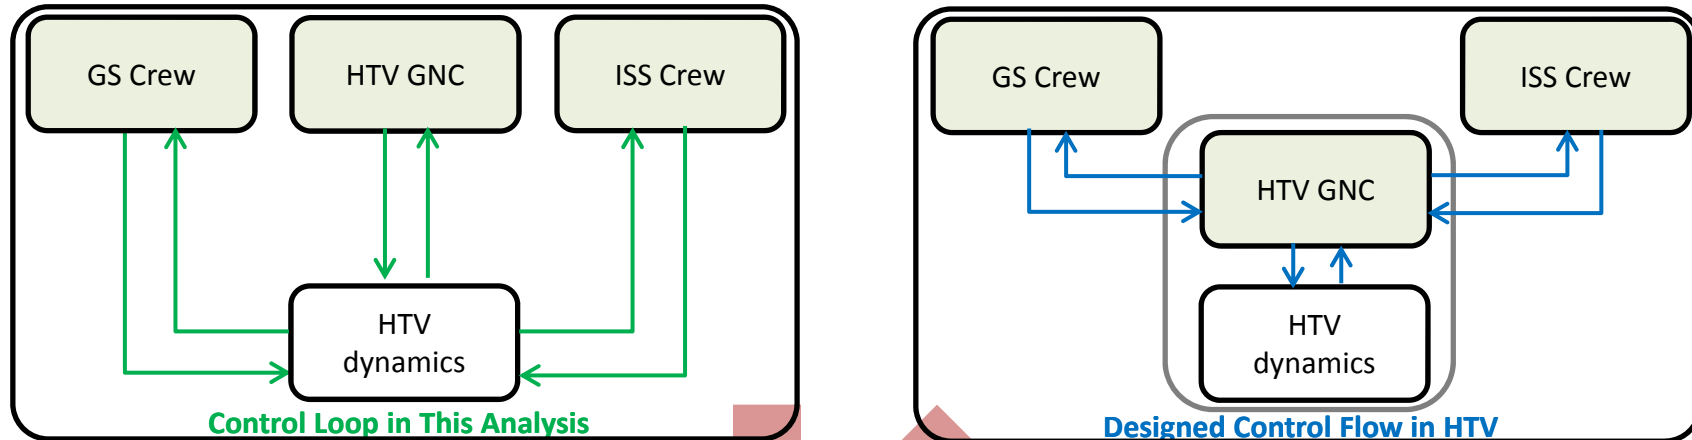 GS Crew
HTV GNC
ISS Crew
HTV
dynamics
Control Loop in This Analysis
GS Crew
ISS Crew
HTV GNC
HTV
dynamics
Designed Control Flow in HTV